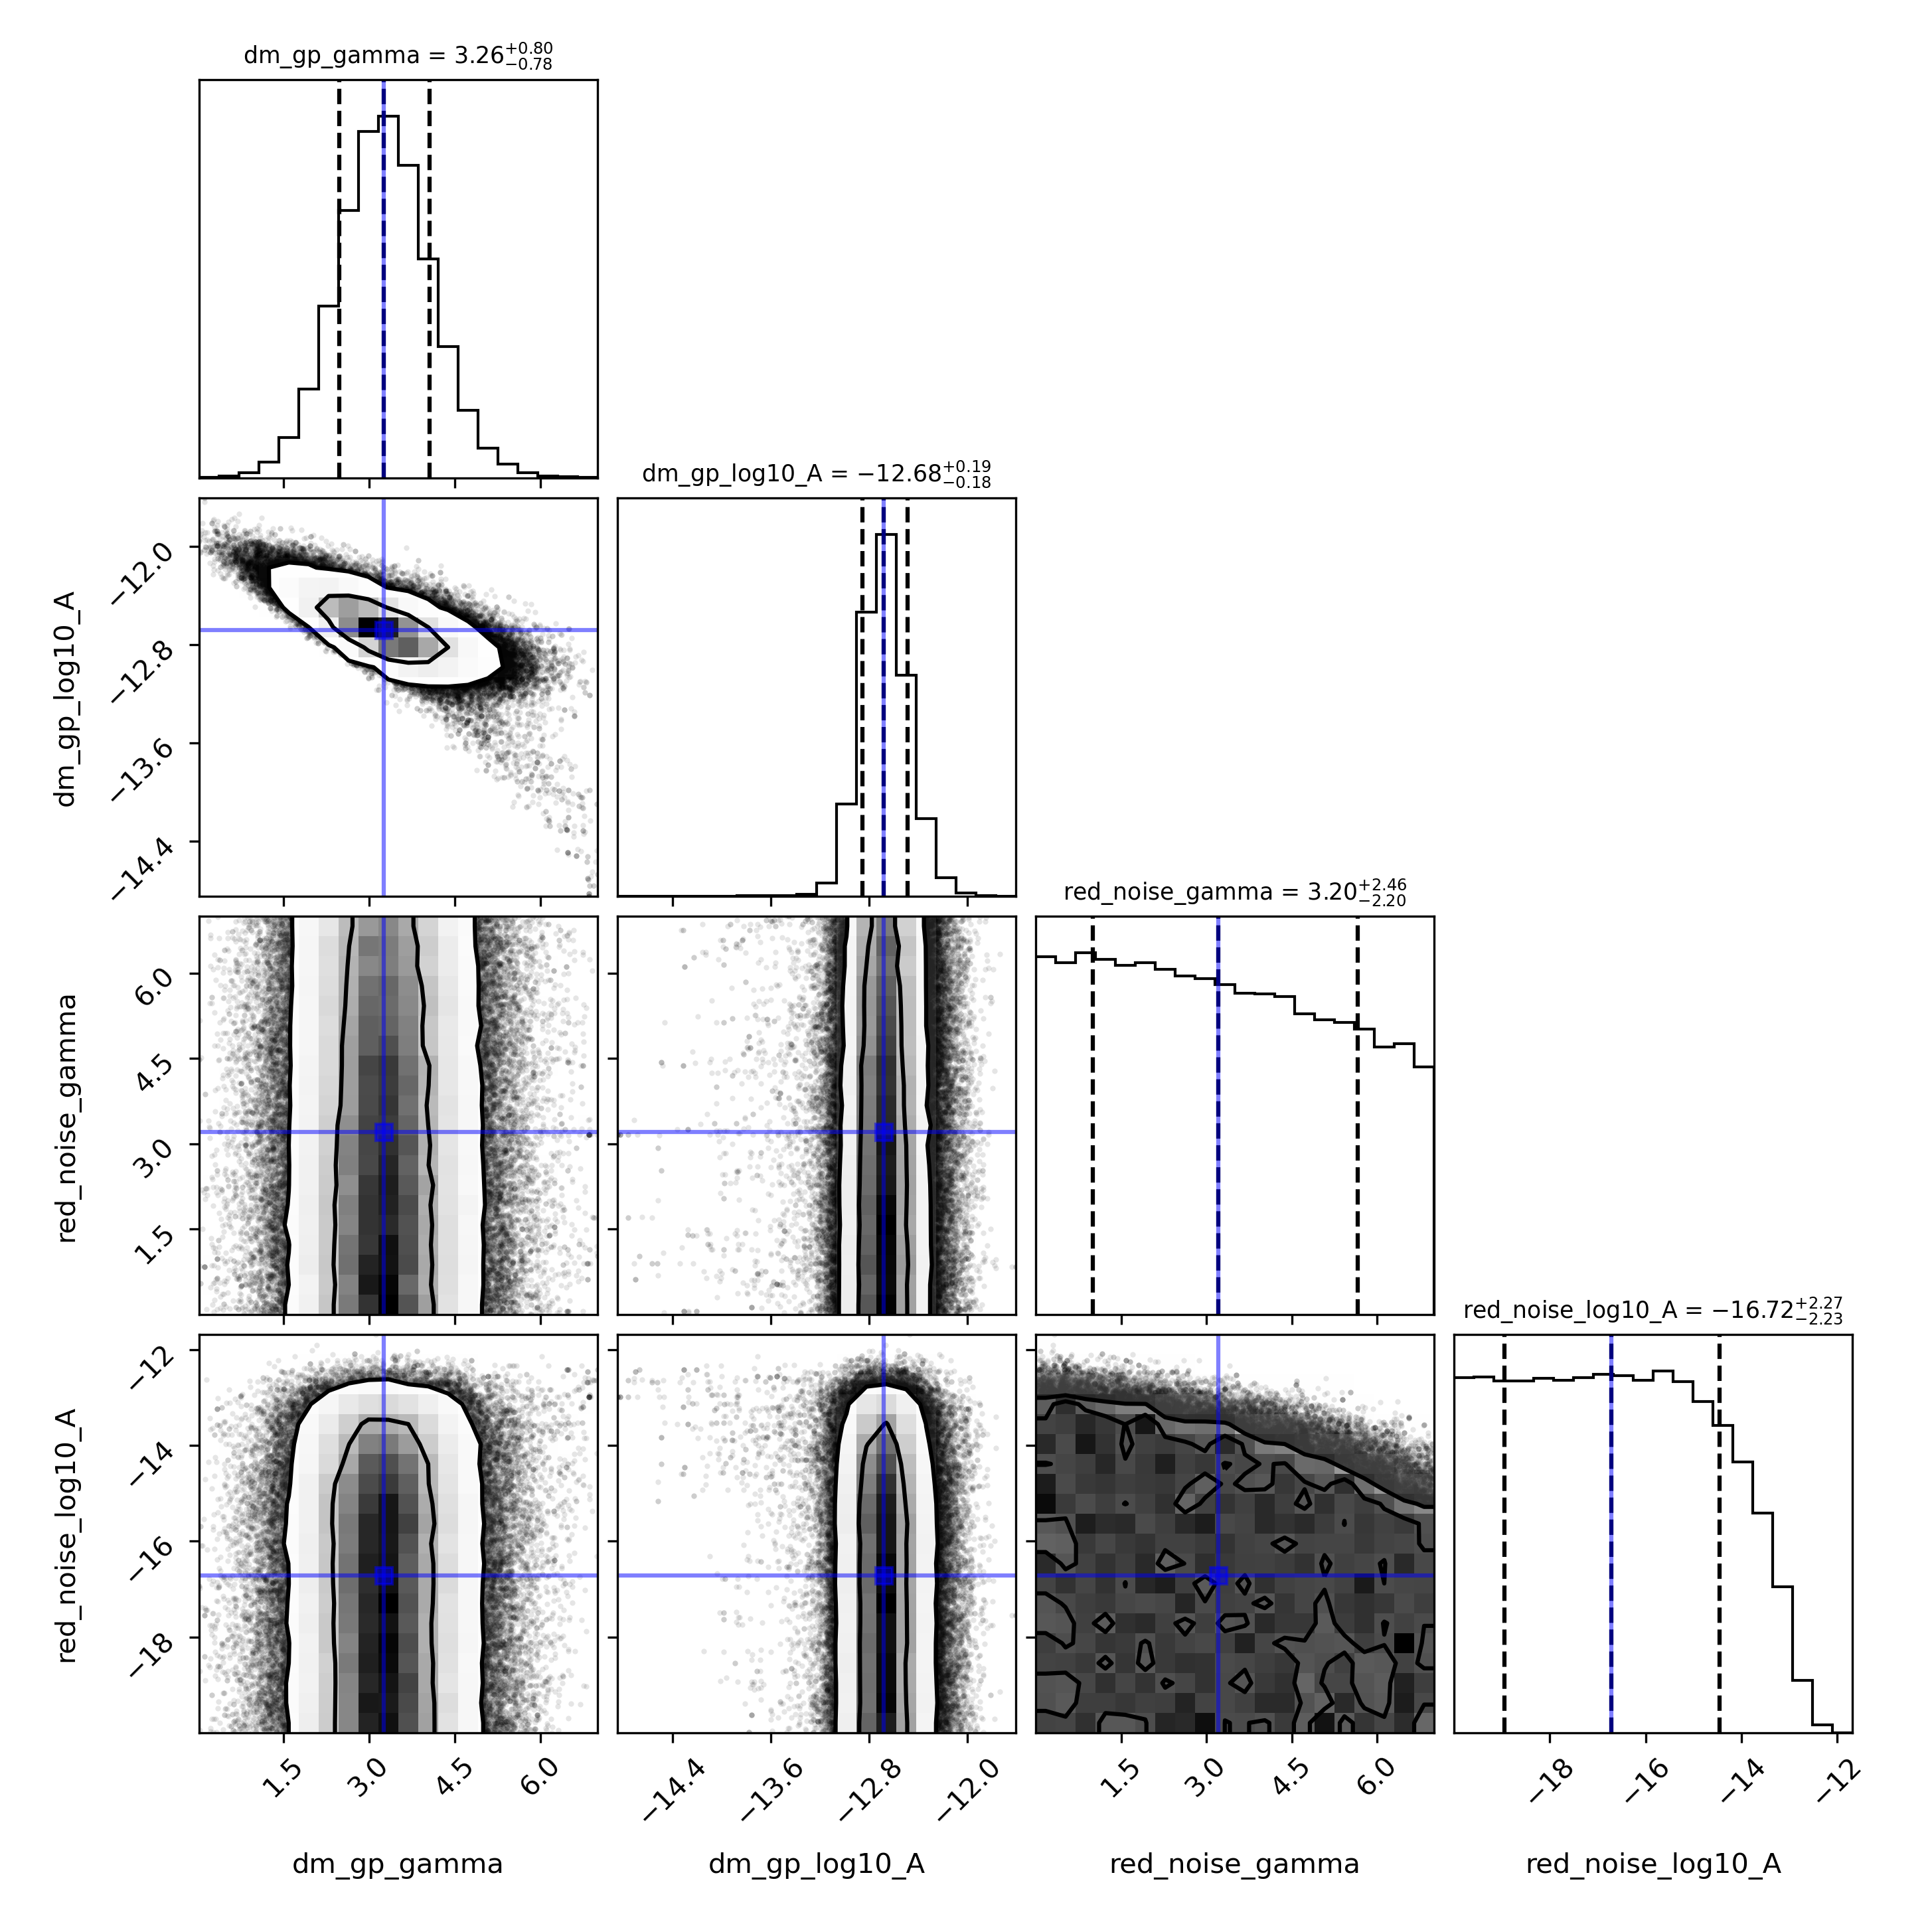 dm_gp_gamma = 3.26+0.80−0.78
dm_gp_log10_A = −12.68+0.19−0.18
−12.0
−12.8
−13.6
−14.4
dm_gp_log10_A
red_noise_gamma = 3.20+2.46−2.20
6.0
4.5
3.0
1.5
red_noise_gamma
red_noise_log10_A = −16.72+2.27−2.23
−12
−14
−16
−18
red_noise_log10_A
1.5 3.0 4.5 6.0
−14.4 −13.6 −12.8 −12.0
1.5 3.0 4.5 6.0
−18 −16 −14 −12
dm_gp_gamma
dm_gp_log10_A
red_noise_gamma
red_noise_log10_A